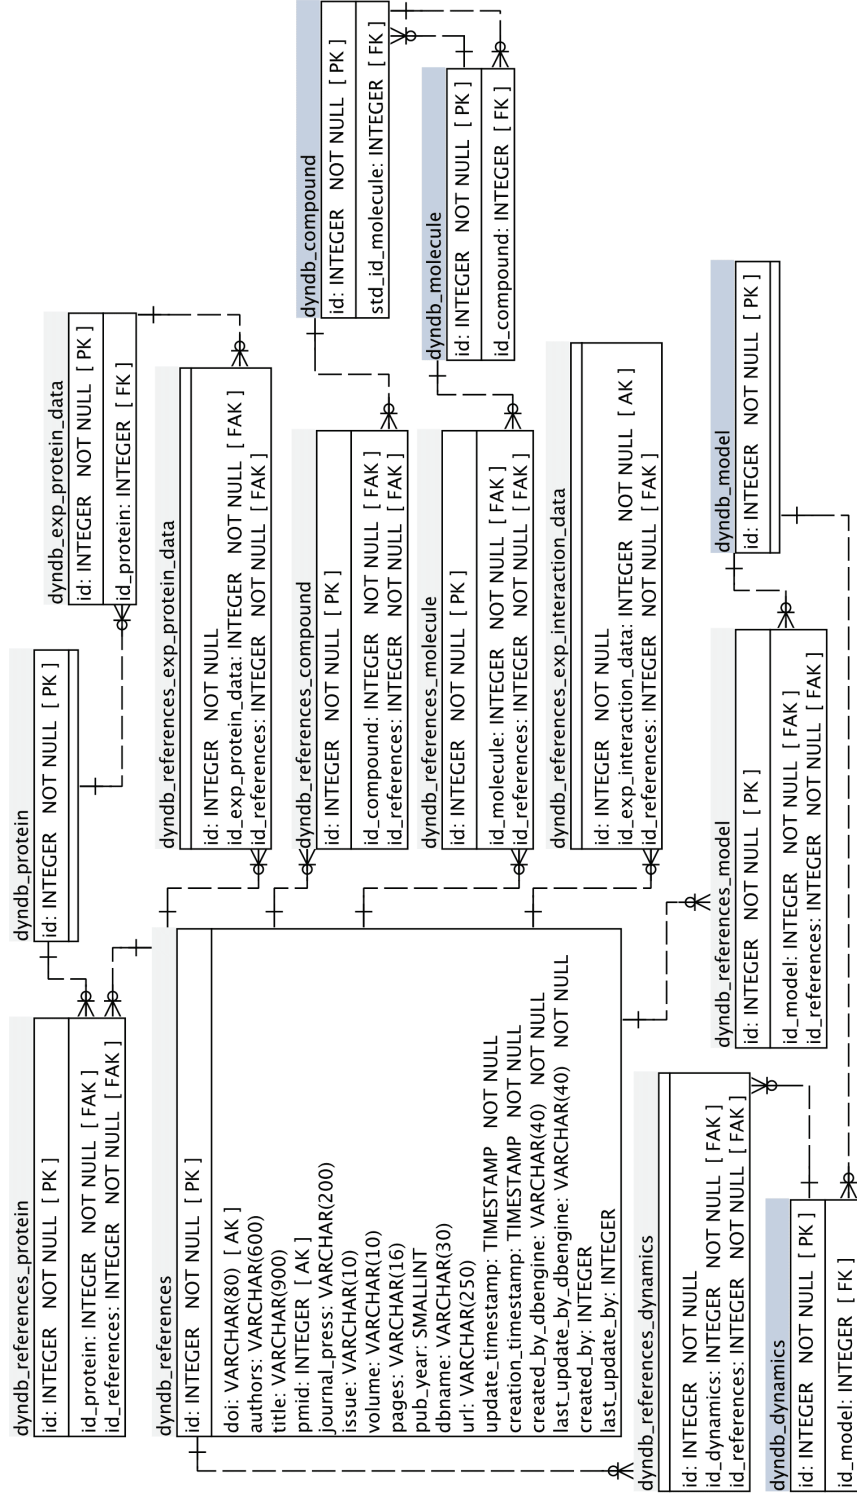 dyndb_references_protein
id: INTEGER NOT NULL [ PK ]
id_protein: INTEGER NOT NULL [ FAK ]
id_references: INTEGER NOT NULL [ FAK ]
dyndb_protein
id: INTEGER NOT NULL [ PK ]
dyndb_exp_protein_data
id: INTEGER NOT NULL [ PK ]
id_protein: INTEGER [ FK ]
dyndb_references
id: INTEGER NOT NULL [ PK ]
doi: VARCHAR(80) [ AK ]
authors: VARCHAR(600)
title: VARCHAR(900)
pmid: INTEGER [ AK ]
journal_press: VARCHAR(200)
issue: VARCHAR(10)
volume: VARCHAR(10)
pages: VARCHAR(16)
pub_year: SMALLINT
dbname: VARCHAR(30)
url: VARCHAR(250)
update_timestamp: TIMESTAMP NOT NULL
creation_timestamp: TIMESTAMP NOT NULL
created_by_dbengine: VARCHAR(40) NOT NULL
last_update_by_dbengine: VARCHAR(40) NOT NULL
created_by: INTEGER
last_update_by: INTEGER
dyndb_references_exp_protein_data
id: INTEGER NOT NULL
id_exp_protein_data: INTEGER NOT NULL [ FAK ]
id_references: INTEGER NOT NULL [ FAK ]
dyndb_references_compound
id: INTEGER NOT NULL [ PK ]
id_compound: INTEGER NOT NULL [ FAK ]
id_references: INTEGER NOT NULL [ FAK ]
dyndb_compound
id: INTEGER NOT NULL [ PK ]
std_id_molecule: INTEGER [ FK ]
dyndb_references_molecule
id: INTEGER NOT NULL [ PK ]
id_molecule: INTEGER NOT NULL [ FAK ]
id_references: INTEGER NOT NULL [ FAK ]
dyndb_molecule
id: INTEGER NOT NULL [ PK ]
id_compound: INTEGER [ FK ]
dyndb_references_exp_interaction_data
id: INTEGER NOT NULL
id_exp_interaction_data: INTEGER NOT NULL [ AK ]
id_references: INTEGER NOT NULL [ FAK ]
dyndb_references_dynamics
id: INTEGER NOT NULL
id_dynamics: INTEGER NOT NULL [ FAK ]
id_references: INTEGER NOT NULL [ FAK ]
dyndb_references_model
id: INTEGER NOT NULL [ PK ]
id_model: INTEGER NOT NULL [ FAK ]
id_references: INTEGER NOT NULL [ FAK ]
dyndb_model
id: INTEGER NOT NULL [ PK ]
dyndb_dynamics
id: INTEGER NOT NULL [ PK ]
id_model: INTEGER [ FK ]